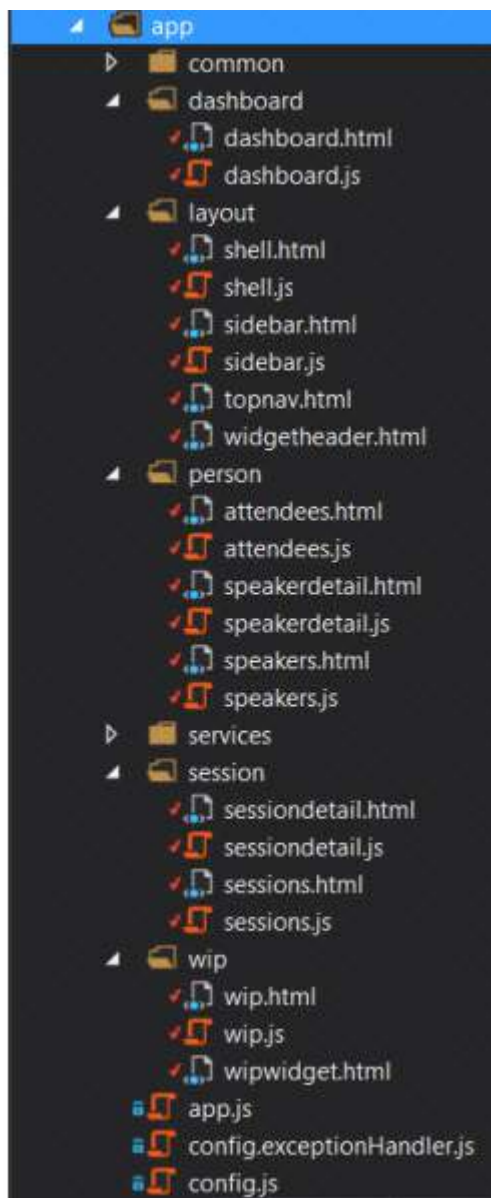 app
common
dashboard
dashboard.html
dashboard.js
layout
shell.html
shell.js
sidebar.html
sidebar.js
topnav.html
widgetheader.html
person
attendees.html
attendees.js
speakerdetail.html
speakerdetail.js
speakers.html
speakers.js
services
session
sessiondetail.html
sessiondetail.js
sessions.html
sessions.js
wip
wip.html
wip.js
wipwidget.html
app.js
config.exceptionHandler.js
config.js